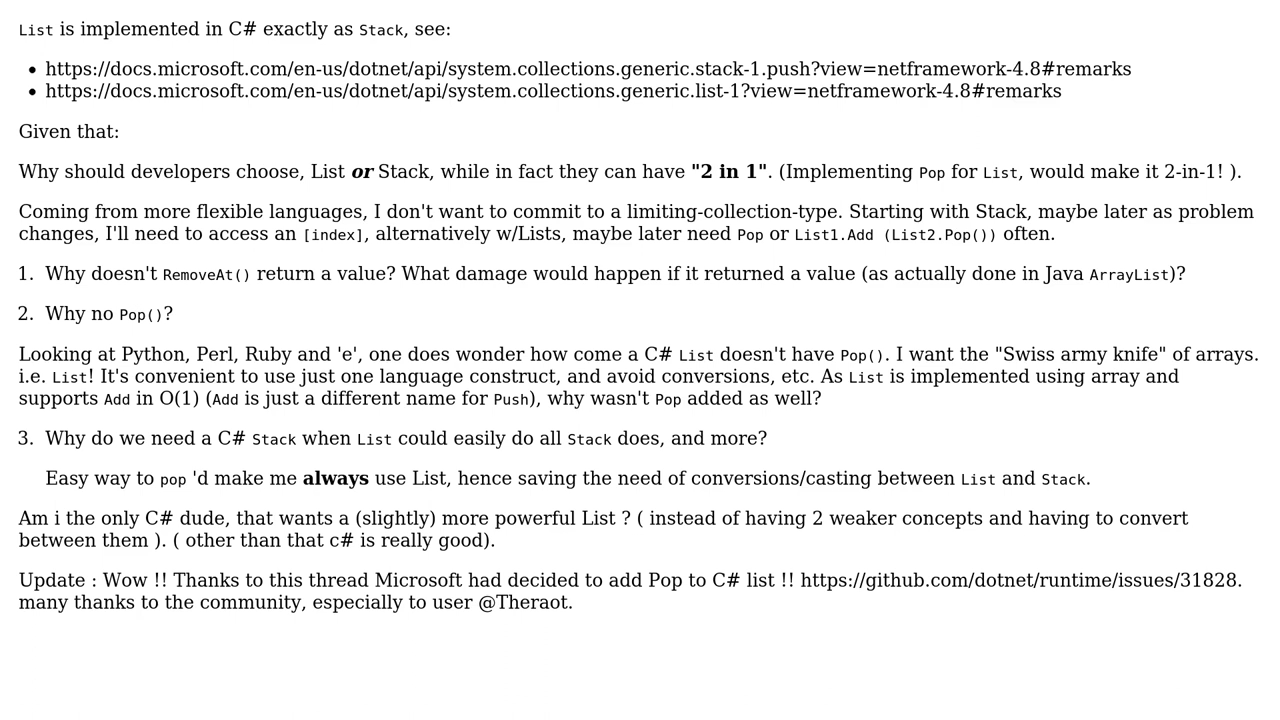 List is implemented in C# exactly as Stack, see:
• https://docs.microsoft.com/en-us/dotnet/api/system.collections.generic.stack-1.push?view=netframework-4.8#remarks
• https://docs.microsoft.com/en-us/dotnet/api/system.collections.generic.list-1?view=netframework-4.8#remarks
Given that:
Why should developers choose, List or Stack, while in fact they can have "2 in 1". (Implementing Pop for List, would make it 2-in-1! ).
Coming from more flexible languages, I don't want to commit to a limiting-collection-type. Starting with Stack, maybe later as problem
changes, I'll need to access an [index], alternatively w/Lists, maybe later need Pop or List1.Add (List2.Pop()) often.
1. Why doesn't RemoveAt() return a value? What damage would happen if it returned a value (as actually done in Java ArrayList)?
2. Why no Pop()?
Looking at Python, Perl, Ruby and 'e', one does wonder how come a C# List doesn't have Pop(). I want the "Swiss army knife" of arrays.
i.e. List! It's convenient to use just one language construct, and avoid conversions, etc. As List is implemented using array and
supports Add in O(1) (Add is just a different name for Push), why wasn't Pop added as well?
3. Why do we need a C# Stack when List could easily do all Stack does, and more?
Easy way to pop 'd make me always use List, hence saving the need of conversions/casting between List and Stack.
Am i the only C# dude, that wants a (slightly) more powerful List ? ( instead of having 2 weaker concepts and having to convert
between them ). ( other than that c# is really good).
Update : Wow !! Thanks to this thread Microsoft had decided to add Pop to C# list !! https://github.com/dotnet/runtime/issues/31828.
many thanks to the community, especially to user @Theraot.